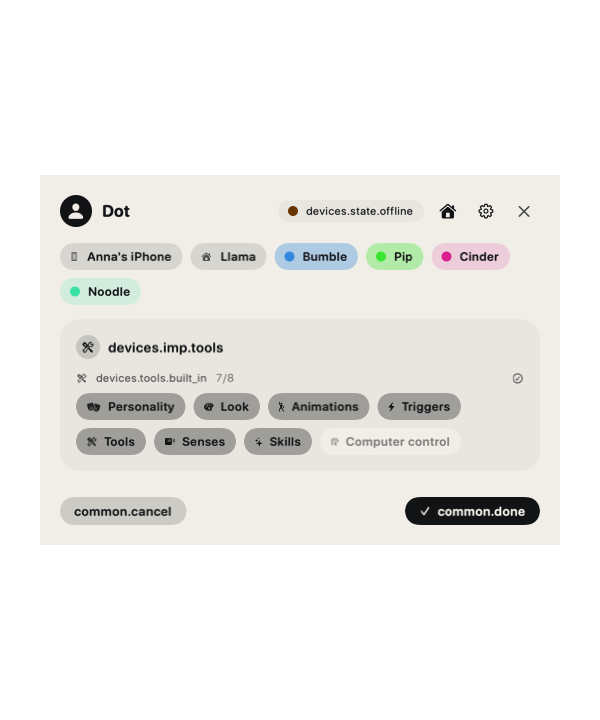 Dot
devices.state.offline
Anna's iPhone
Llama
Bumble
Pip
Cinder
Noodle
devices.imp.tools
devices.tools.built_in 7/8
Personality
Look
Animations
Triggers
Tools
Senses
Skills
Computer control
common.cancel
common.done